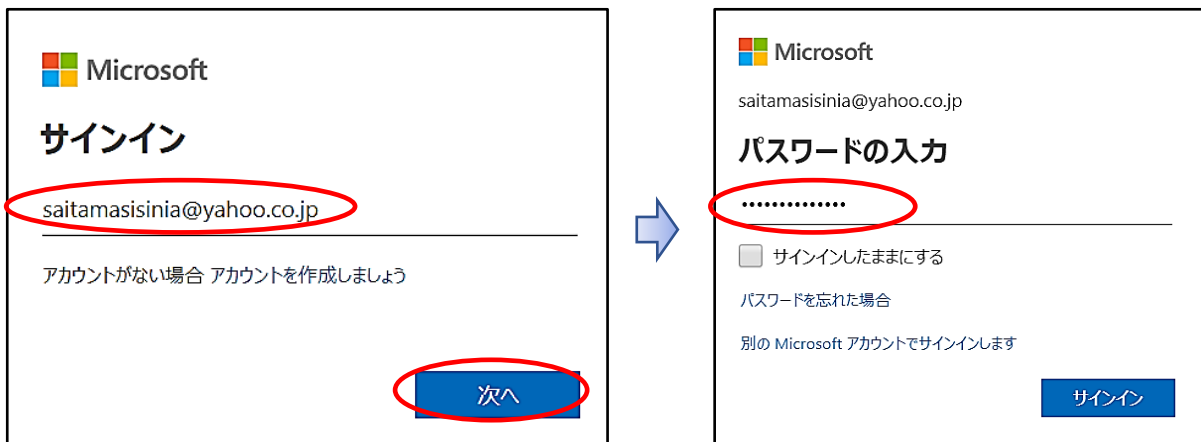 Microsoft
サインイン
saitamasisinia@yahoo.co.jp
アカウントがない場合 アカウントを作成しましょう
次へ
Microsoft
saitamasisinia@yahoo.co.jp
パスワードの入力
••••••••••••••
サインインしたままにする
パスワードを忘れた場合
別の Microsoft アカウントでサインインします
サインイン